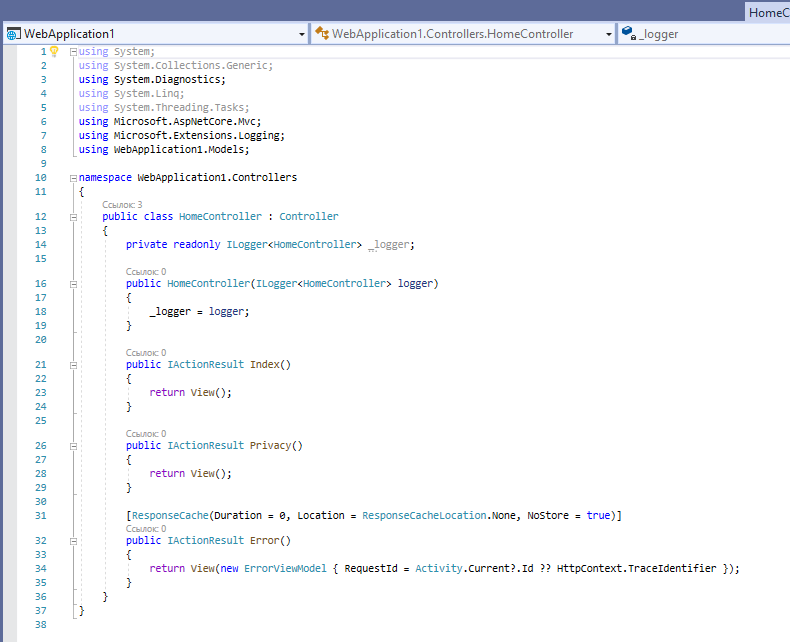 HomeC
WebApplication1 WebApplication1.Controllers.HomeController _logger
1 using System;
2 using System.Collections.Generic;
3 using System.Diagnostics;
4 using System.Linq;
5 using System.Threading.Tasks;
6 using Microsoft.AspNetCore.Mvc;
7 using Microsoft.Extensions.Logging;
8 using WebApplication1.Models;
9
10 namespace WebApplication1.Controllers
11 {
Ссылок: 3
12 public class HomeController : Controller
13 {
14 private readonly ILogger<HomeController> _logger;
15
Ссылок: 0
16 public HomeController(ILogger<HomeController> logger)
17 {
18 _logger = logger;
19 }
20
Ссылок: 0
21 public IActionResult Index()
22 {
23 return View();
24 }
25
Ссылок: 0
26 public IActionResult Privacy()
27 {
28 return View();
29 }
30
31 [ResponseCache(Duration = 0, Location = ResponseCacheLocation.None, NoStore = true)]
Ссылок: 0
32 public IActionResult Error()
33 {
34 return View(new ErrorViewModel { RequestId = Activity.Current?.Id ?? HttpContext.TraceIdentifier });
35 }
36 }
37 }
38